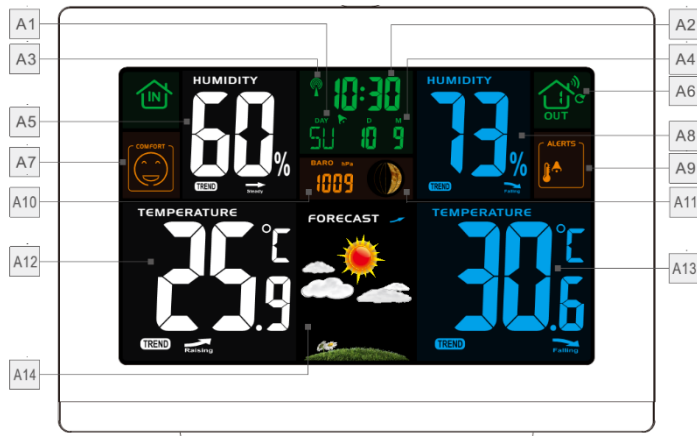 A1
A2
A3
A4
A5
A6
A7
A8
A9
A10
A11
A12
A13
A14
IN
HUMIDITY
60%
TREND
Steady
10:30
DAY D M
SU 10 9
BARO hPa
1009
HUMIDITY
73%
TREND
Falling
1
OUT
COMFORT
ALERTS
TEMPERATURE
25.9 °C
TREND
Raising
FORECAST
TEMPERATURE
30.6 °C
TREND
Falling